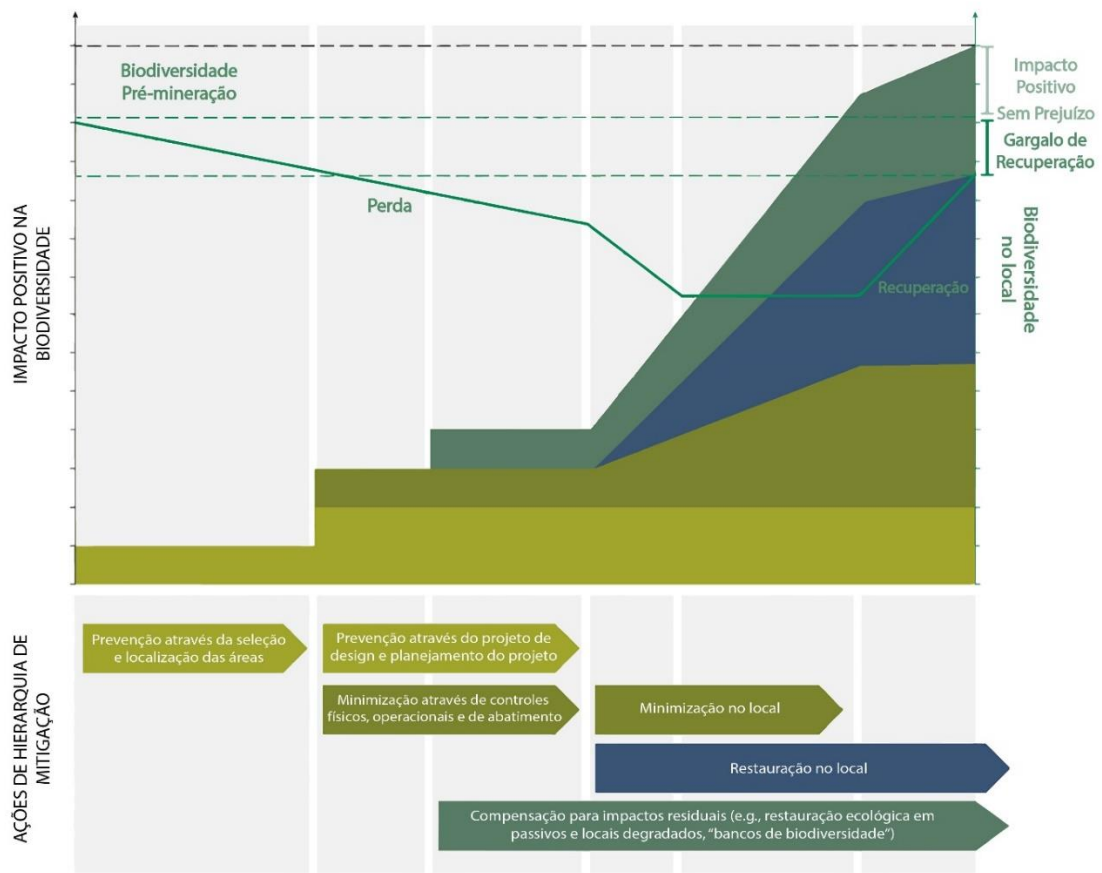 Biodiversidade
Pré-mineração
Impacto
Positivo
Sem Prejuízo
Gargalo de
Recuperação
Perda
Recuperação
Biodiversidade
no local
IMPACTO POSITIVO NA
BIODIVERSIDADE
AÇÕES DE HIERARQUIA DE
MITIGAÇÃO
Prevenção através da seleção
e localização das áreas
Prevenção através do projeto de
design e planejamento do projeto
Minimização através de controles
físicos, operacionais e de abatimento
Minimização no local
Restauração no local
Compensação para impactos residuais (e.g., restauração ecológica em
passivos e locais degradados, “bancos de biodiversidade”)